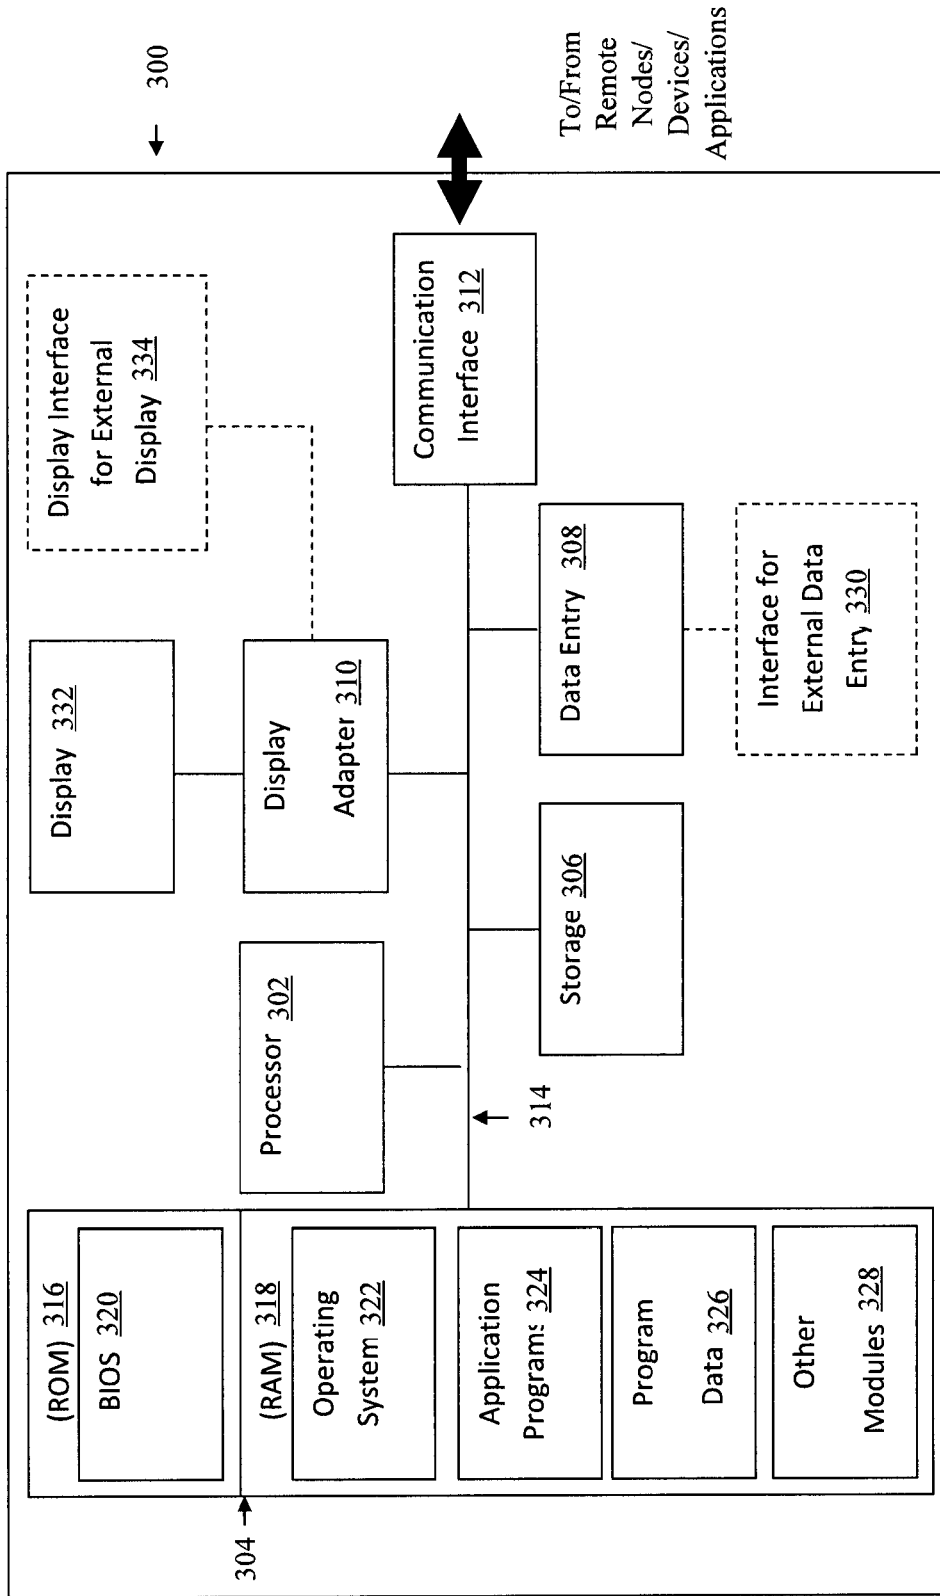 300
(ROM) 316
BIOS 320
304
(RAM) 318
Operating
System 322
Application
Programs 324
Program
Data 326
Other
Modules 328
Processor 302
314
Storage 306
Display 332
Display
Adapter 310
Display Interface
for External
Display 334
Data Entry 308
Interface for
External Data
Entry 330
Communication
Interface 312
To/From
Remote
Nodes/
Devices/
Applications